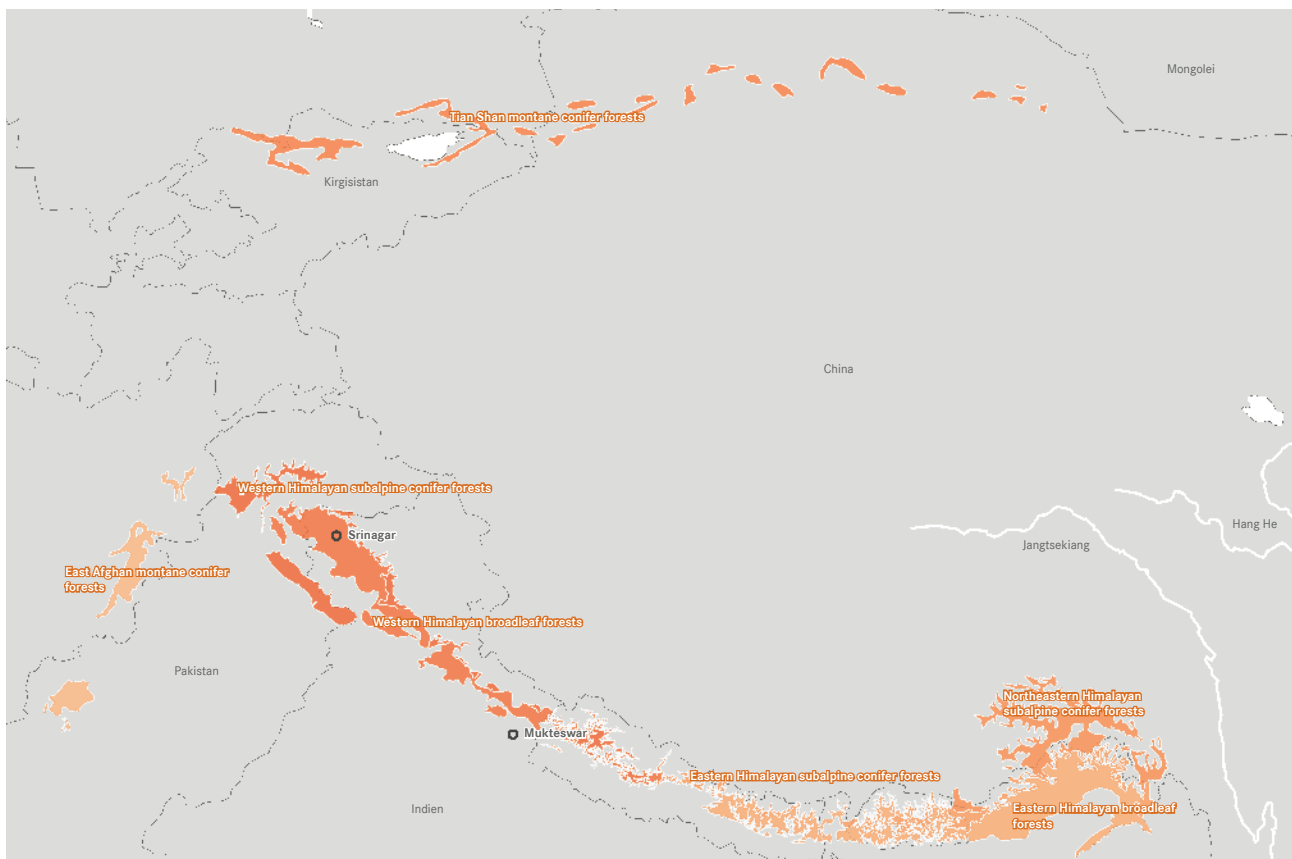 Mongolei
Tian Shan montane conifer forests
Kirgisistan
China
Western Himalayan subalpine conifer forests
Hang He
Srinagar
Jangtsekiang
East Afghan montane conifer
forests
Western Himalayan broadleaf forests
Pakistan
Northeastern Himalayan
subalpine conifer forests
Mukteswar
Eastern Himalayan subalpine conifer forests
Indien
Eastern Himalayan broadleaf
forests